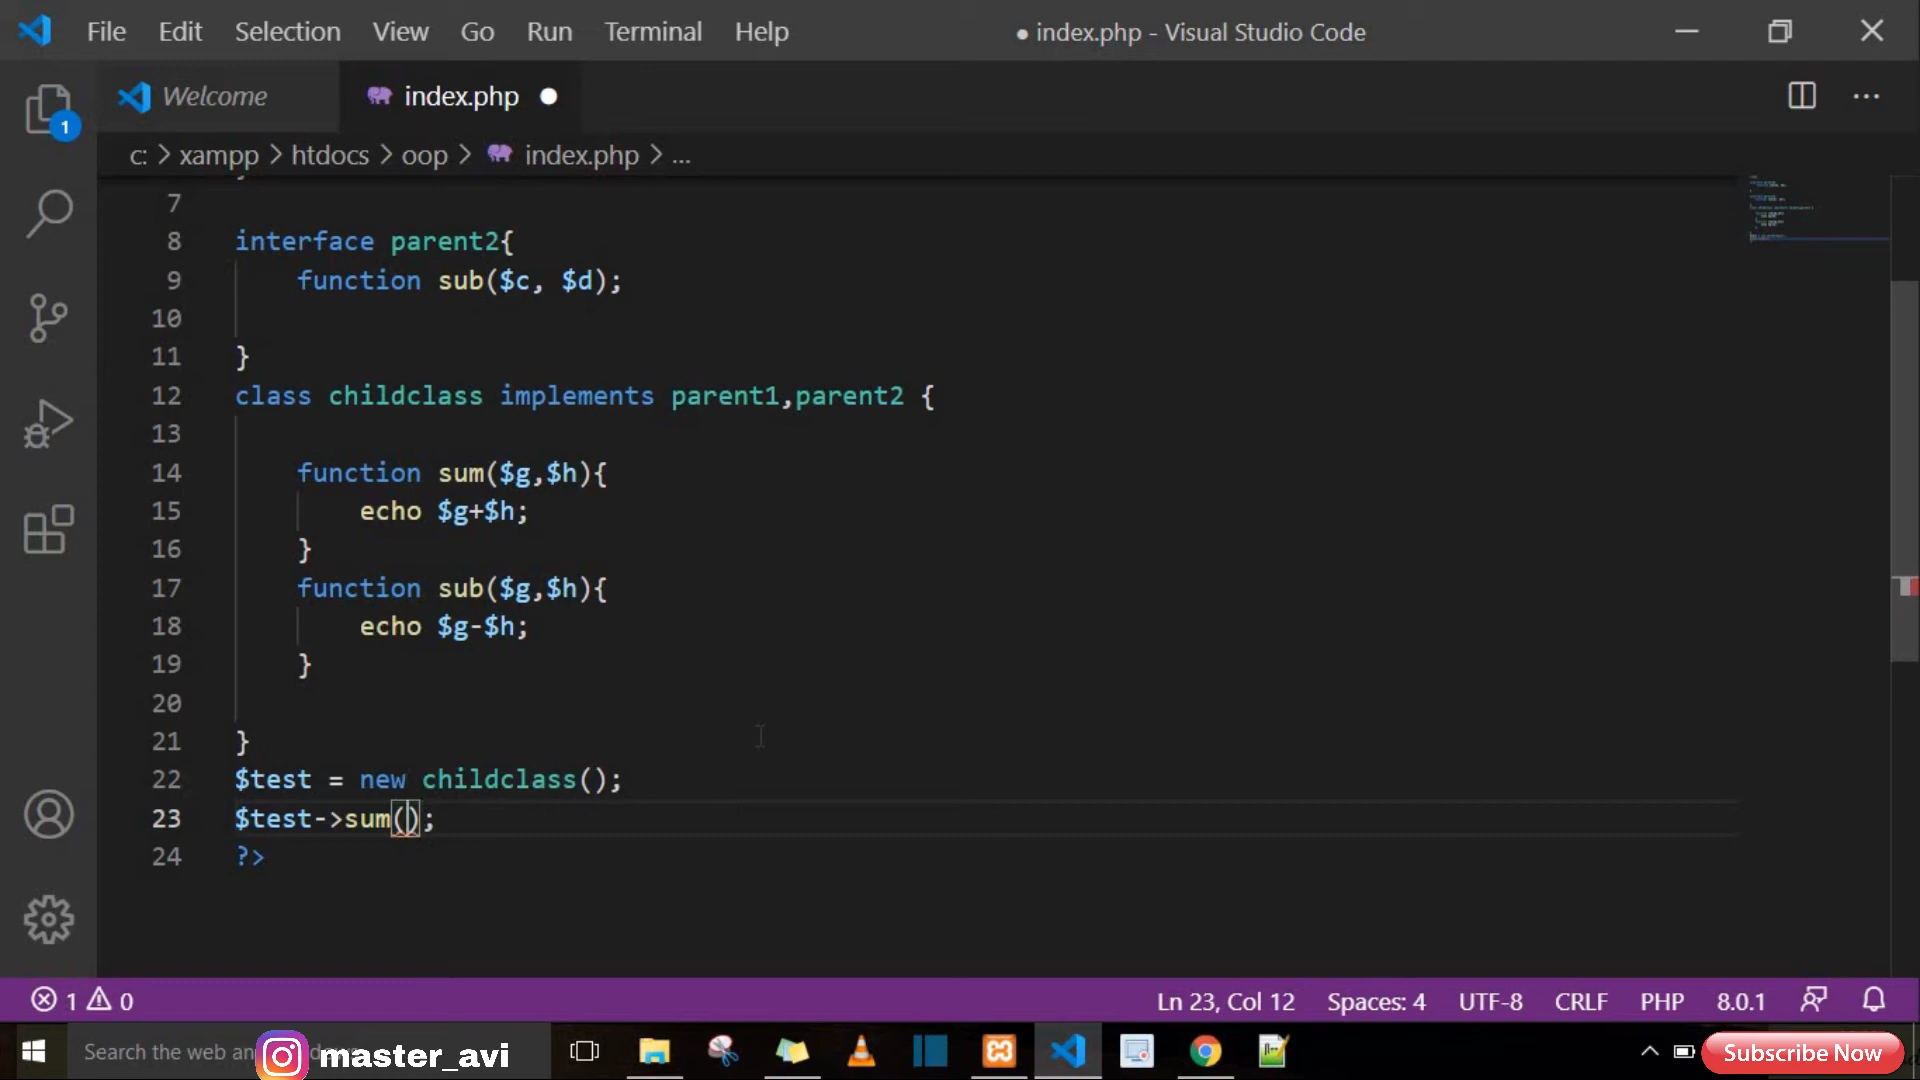 File Edit Selection View Go Run Terminal Help
● index.php - Visual Studio Code
Welcome
index.php ●
1
c: > xampp > htdocs > oop > index.php > ...
7
8 interface parent2{
9 function sub($c, $d);
10
11 }
12 class childclass implements parent1,parent2 {
13
14 function sum($g,$h){
15 echo $g+$h;
16 }
17 function sub($g,$h){
18 echo $g-$h;
19 }
20
21 }
22 $test = new childclass();
23 $test->sum();
24 ?>
1 0 Ln 23, Col 12 Spaces: 4 UTF-8 CRLF PHP 8.0.1
Search the web an
master_avi
Subscribe Now